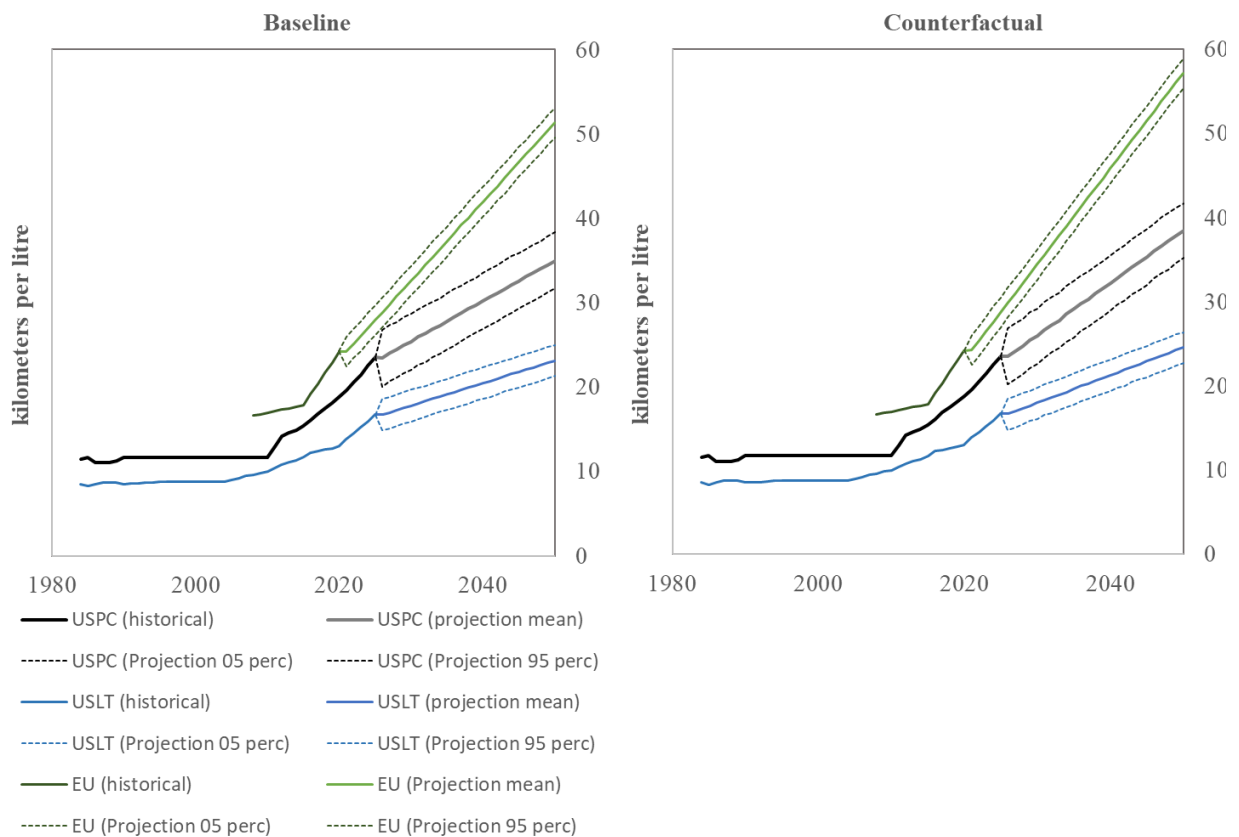 Baseline
Counterfactual
60
50
40
30
20
10
0
kilometers per litre
1980 2000 2020 2040
60
50
40
30
20
10
0
kilometers per litre
1980 2000 2020 2040
USPC (historical) USPC (projection mean)
USPC (Projection 05 perc) USPC (Projection 95 perc)
USLT (historical) USLT (projection mean)
USLT (Projection 05 perc) USLT (Projection 95 perc)
EU (historical) EU (Projection mean)
EU (Projection 05 perc) EU (Projection 95 perc)